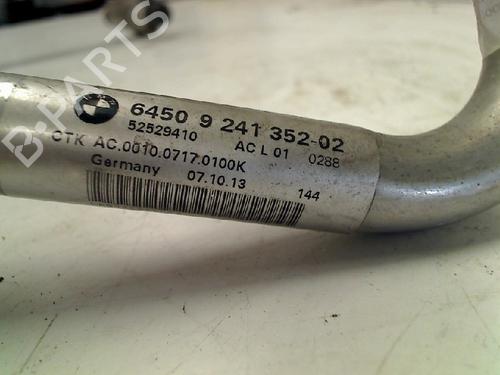 B-PARTS
6450 9 241 352-02
52529410 AC L 01 0288
CTK AC.0010.0717.0100K
Germany 07.10.13 144